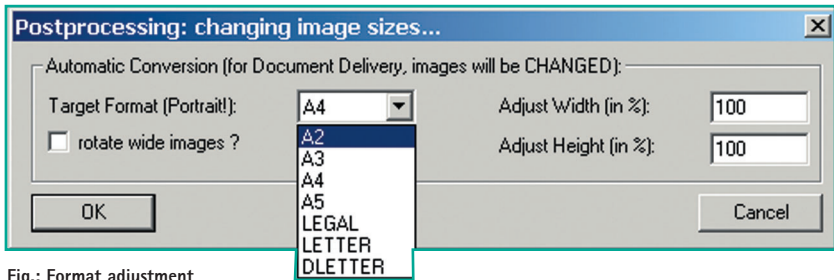 Postprocessing: changing image sizes...
Automatic Conversion (for Document Delivery, images will be CHANGED):
Target Format (Portrait!): A4 Adjust Width (in %): 100
rotate wide images ? Adjust Height (in %): 100
A2
A3
A4
A5
LEGAL
LETTER
DLETTER
OK Cancel
Fig.: Format adjustment